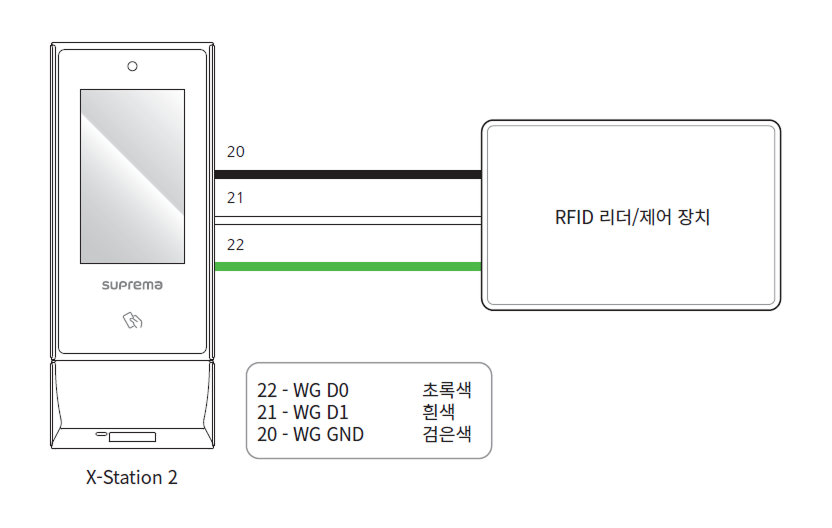 20
21
22
RFID 리더/제어 장치
suprema
22 - WG D0 초록색
21 - WG D1 흰색
20 - WG GND 검은색
X-Station 2